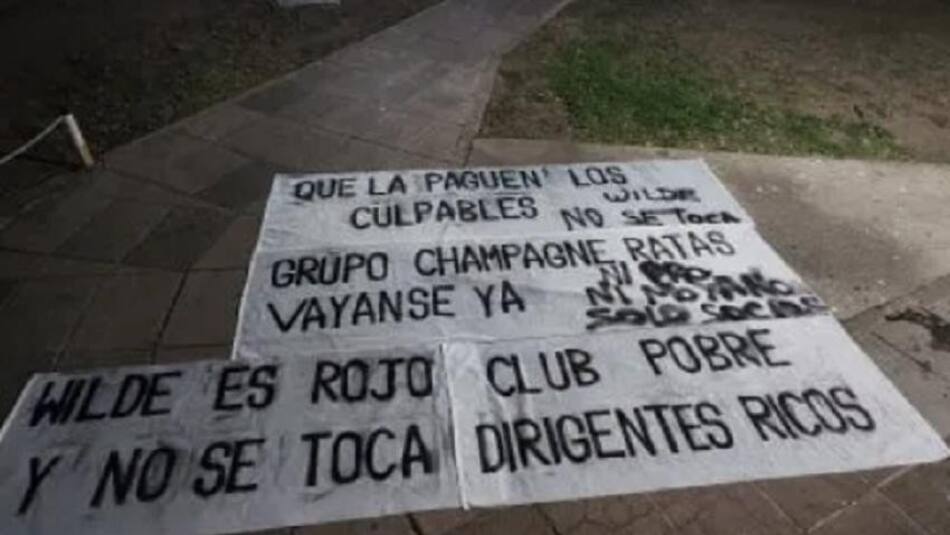 QUE LA PAGUEN LOS
CULPABLES
WILDE
NO SE TOCA
GRUPO CHAMPAGNE RATAS
VAYANSE YA
NI
NI MOYANO
SOLO SOCIOS
WILDE ES ROJO
Y NO SE TOCA
CLUB POBRE
DIRIGENTES RICOS